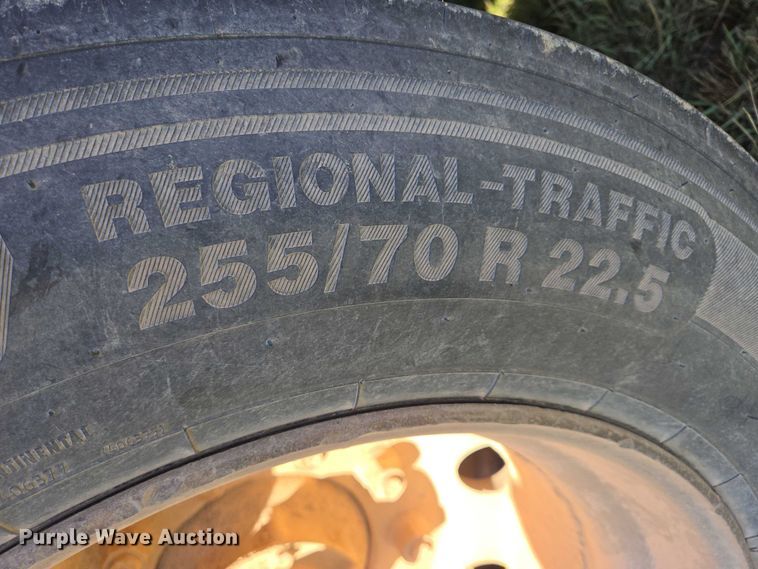 REGIONAL-TRAFFIC
255/70 R 22.5
Purple Wave Auction